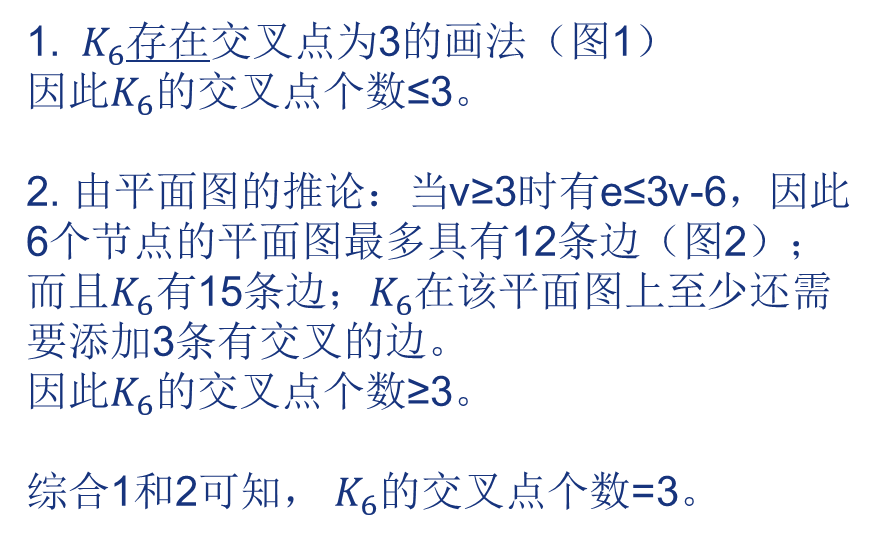 1. K₆存在交叉点为3的画法（图1）
因此K₆的交叉点个数≤3。
2. 由平面图的推论：当v≥3时有e≤3v-6，因此
6个节点的平面图最多具有12条边（图2）；
而且K₆有15条边；K₆在该平面图上至少还需
要添加3条有交叉的边。
因此K₆的交叉点个数≥3。
综合1和2可知， K₆的交叉点个数=3。